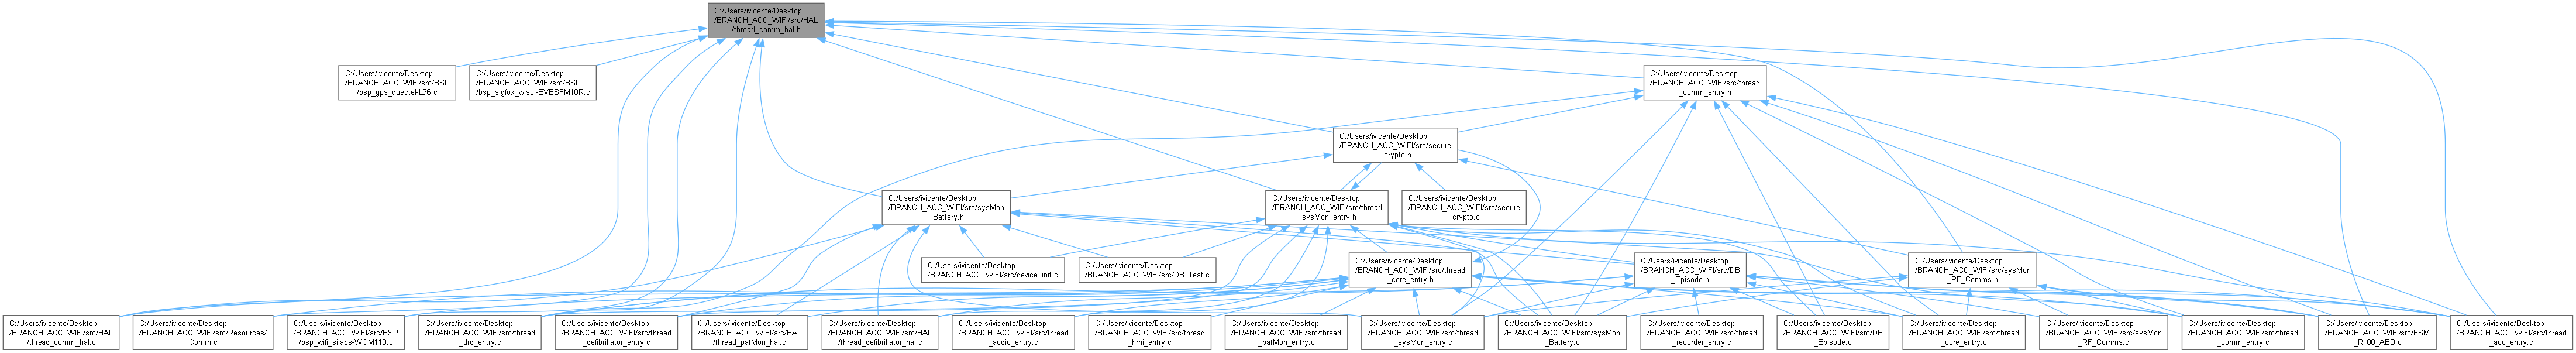 C:/Users/ivicente/Desktop
/BRANCH_ACC_WIFI/src/HAL
/thread_comm_hal.h
C:/Users/ivicente/Desktop
/BRANCH_ACC_WIFI/src/BSP
/bsp_gps_quectel-L96.c
C:/Users/ivicente/Desktop
/BRANCH_ACC_WIFI/src/BSP
/bsp_sigfox_wisol-EVBSFM10R.c
C:/Users/ivicente/Desktop
/BRANCH_ACC_WIFI/src/thread
_comm_entry.h
C:/Users/ivicente/Desktop
/BRANCH_ACC_WIFI/src/secure
_crypto.h
C:/Users/ivicente/Desktop
/BRANCH_ACC_WIFI/src/sysMon
_Battery.h
C:/Users/ivicente/Desktop
/BRANCH_ACC_WIFI/src/thread
_sysMon_entry.h
C:/Users/ivicente/Desktop
/BRANCH_ACC_WIFI/src/secure
_crypto.c
C:/Users/ivicente/Desktop
/BRANCH_ACC_WIFI/src/device_init.c
C:/Users/ivicente/Desktop
/BRANCH_ACC_WIFI/src/DB_Test.c
C:/Users/ivicente/Desktop
/BRANCH_ACC_WIFI/src/thread
_core_entry.h
C:/Users/ivicente/Desktop
/BRANCH_ACC_WIFI/src/DB
_Episode.h
C:/Users/ivicente/Desktop
/BRANCH_ACC_WIFI/src/sysMon
_RF_Comms.h
C:/Users/ivicente/Desktop
/BRANCH_ACC_WIFI/src/HAL
/thread_comm_hal.c
C:/Users/ivicente/Desktop
/BRANCH_ACC_WIFI/src/Resources/
Comm.c
C:/Users/ivicente/Desktop
/BRANCH_ACC_WIFI/src/BSP
/bsp_wifi_silabs-WGM110.c
C:/Users/ivicente/Desktop
/BRANCH_ACC_WIFI/src/thread
_drd_entry.c
C:/Users/ivicente/Desktop
/BRANCH_ACC_WIFI/src/thread
_defibrillator_entry.c
C:/Users/ivicente/Desktop
/BRANCH_ACC_WIFI/src/HAL
/thread_patMon_hal.c
C:/Users/ivicente/Desktop
/BRANCH_ACC_WIFI/src/HAL
/thread_defibrillator_hal.c
C:/Users/ivicente/Desktop
/BRANCH_ACC_WIFI/src/thread
_audio_entry.c
C:/Users/ivicente/Desktop
/BRANCH_ACC_WIFI/src/thread
_hmi_entry.c
C:/Users/ivicente/Desktop
/BRANCH_ACC_WIFI/src/thread
_patMon_entry.c
C:/Users/ivicente/Desktop
/BRANCH_ACC_WIFI/src/thread
_sysMon_entry.c
C:/Users/ivicente/Desktop
/BRANCH_ACC_WIFI/src/sysMon
_Battery.c
C:/Users/ivicente/Desktop
/BRANCH_ACC_WIFI/src/thread
_recorder_entry.c
C:/Users/ivicente/Desktop
/BRANCH_ACC_WIFI/src/DB
_Episode.c
C:/Users/ivicente/Desktop
/BRANCH_ACC_WIFI/src/thread
_core_entry.c
C:/Users/ivicente/Desktop
/BRANCH_ACC_WIFI/src/sysMon
_RF_Comms.c
C:/Users/ivicente/Desktop
/BRANCH_ACC_WIFI/src/thread
_comm_entry.c
C:/Users/ivicente/Desktop
/BRANCH_ACC_WIFI/src/FSM
_R100_AED.c
C:/Users/ivicente/Desktop
/BRANCH_ACC_WIFI/src/thread
_acc_entry.c